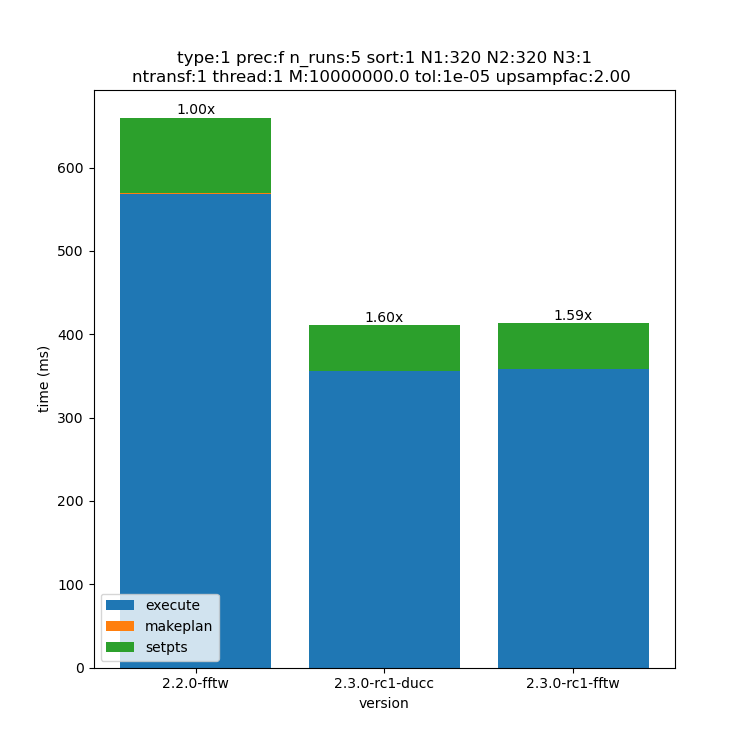 type:1 prec:f n_runs:5 sort:1 N1:320 N2:320 N3:1
ntransf:1 thread:1 M:10000000.0 tol:1e-05 upsampfac:2.00
1.00x
1.60x
1.59x
600
500
400
300
200
100
0
time (ms)
execute
makeplan
setpts
2.2.0-fftw
2.3.0-rc1-ducc
2.3.0-rc1-fftw
version